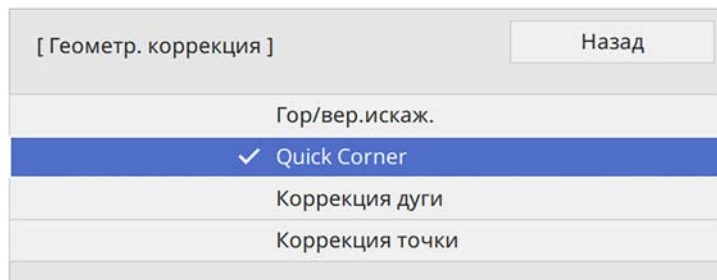 [ Геометр. коррекция ]
Назад
Гор/вер.искаж.
Quick Corner
Коррекция дуги
Коррекция точки